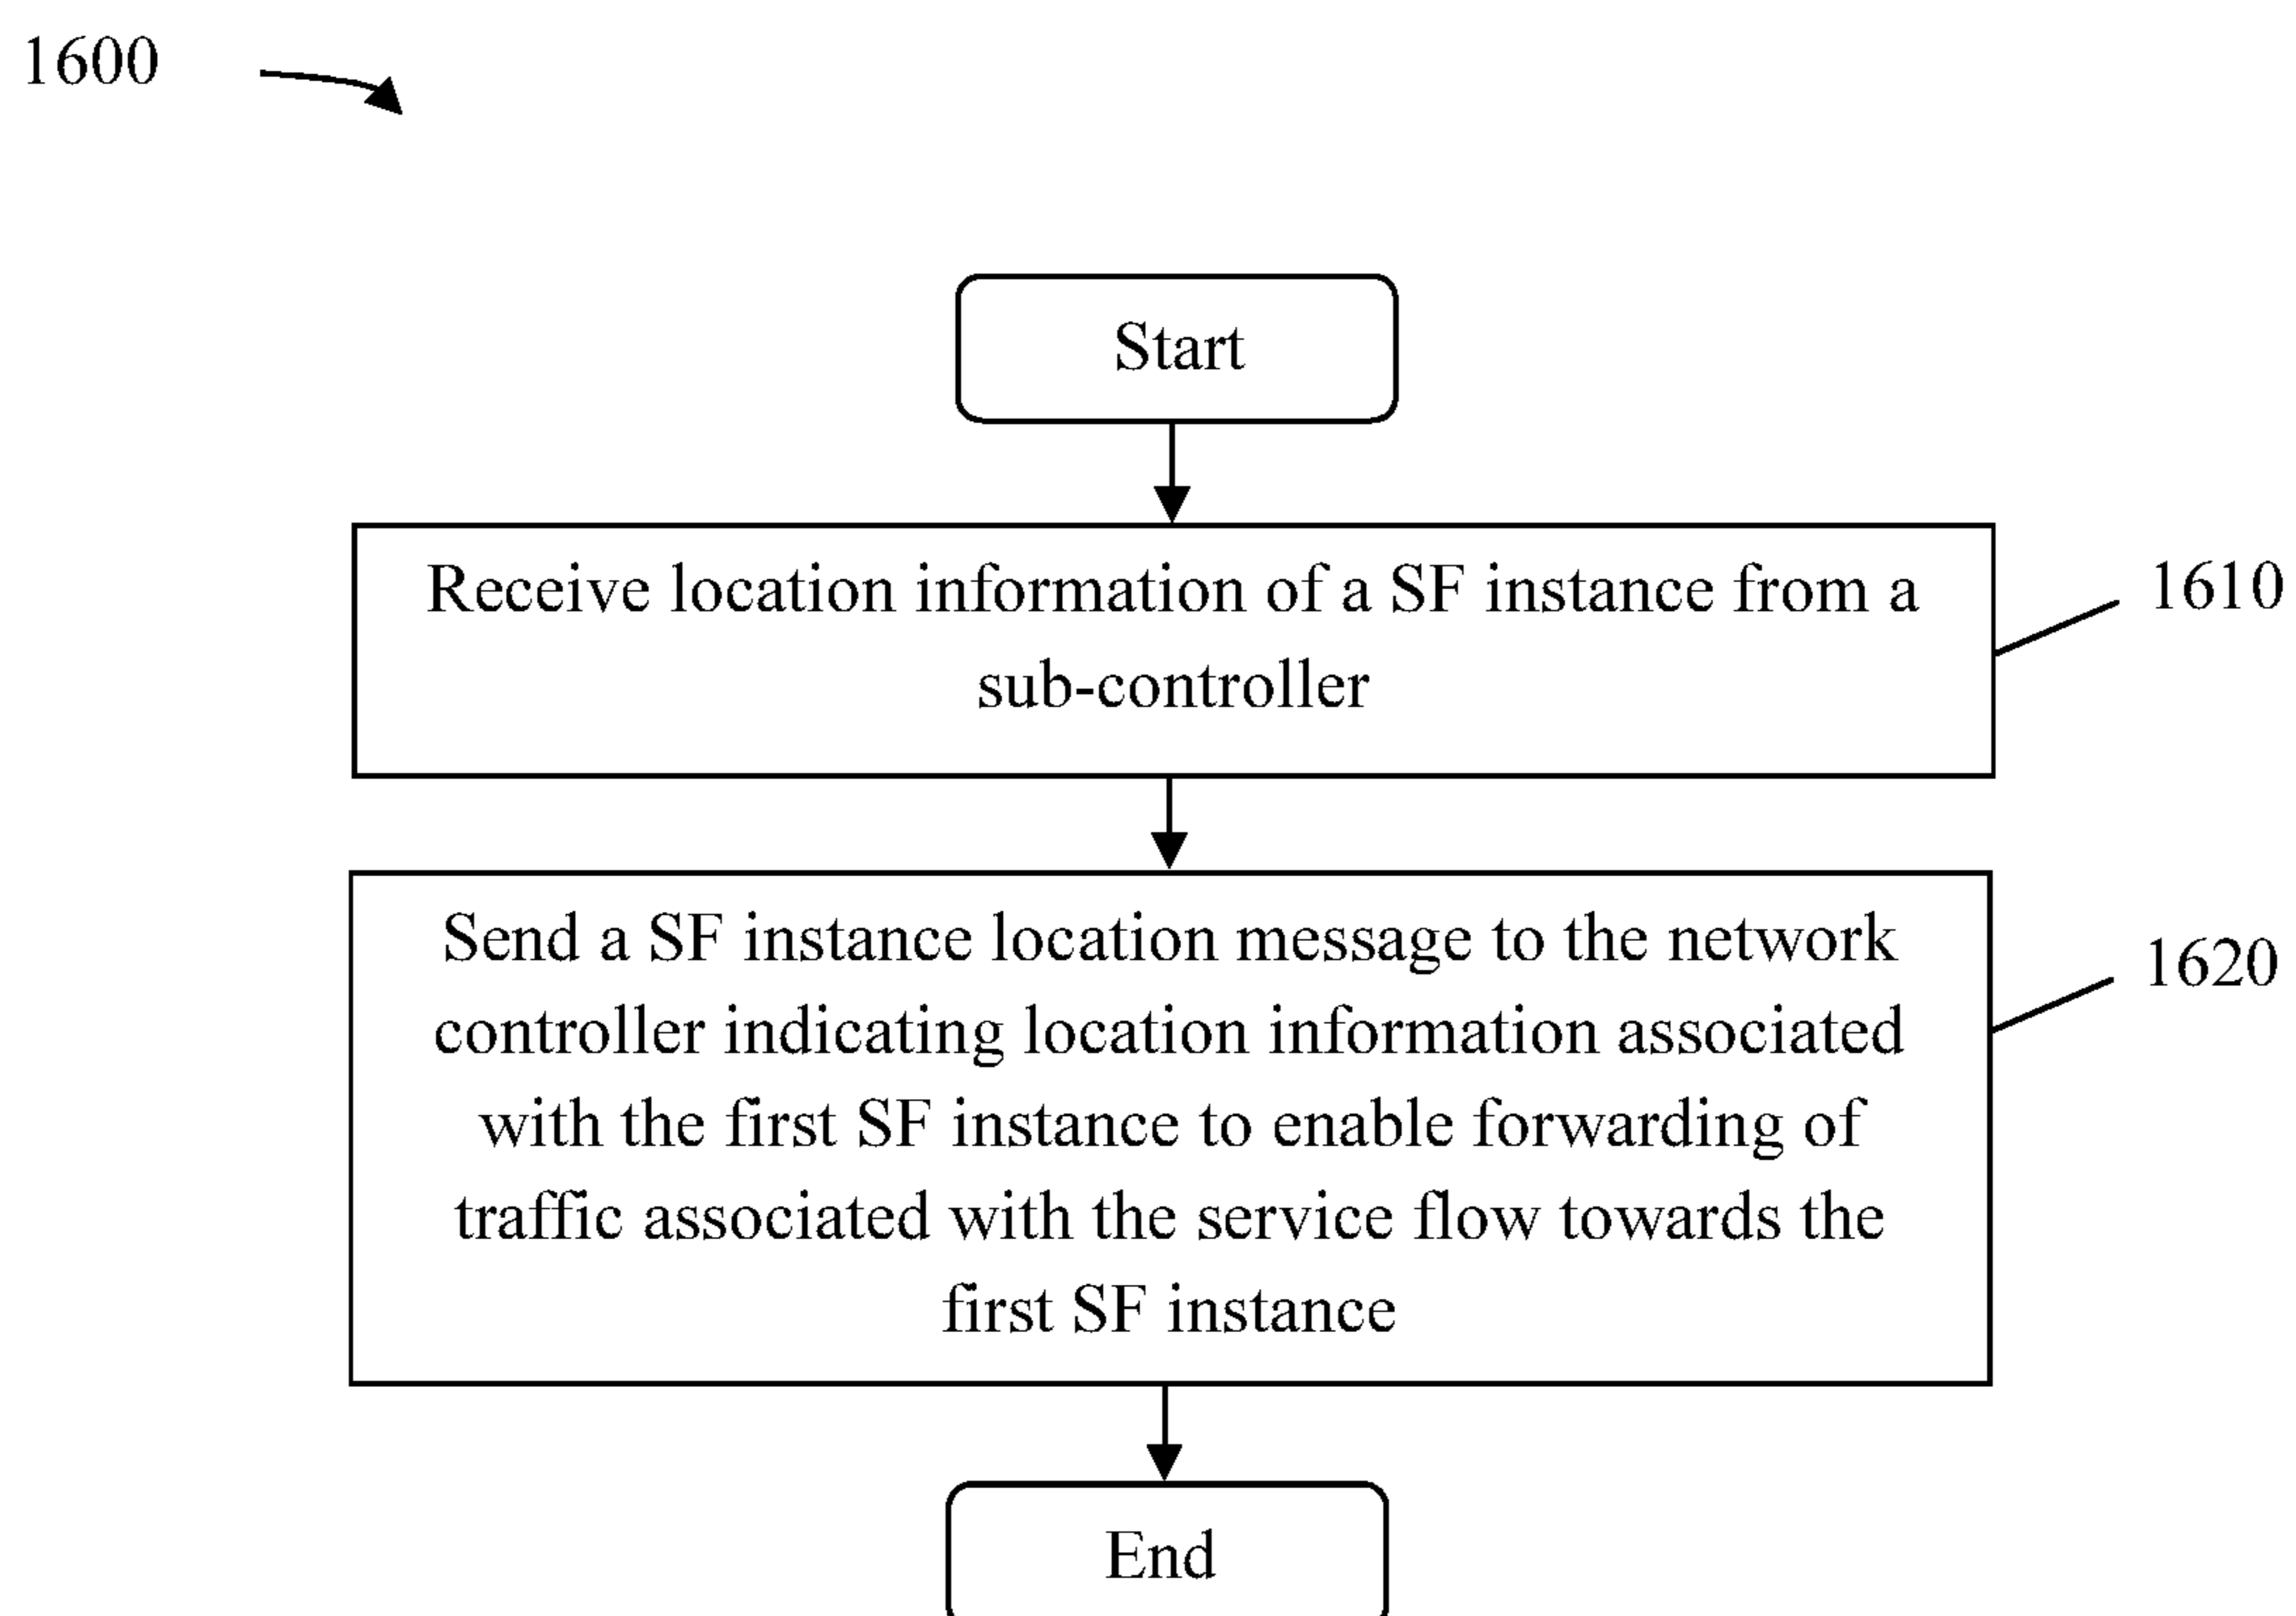 1600
Start
Receive location information of a SF instance from a
sub-controller
1610
Send a SF instance location message to the network
controller indicating location information associated
with the first SF instance to enable forwarding of
traffic associated with the service flow towards the
first SF instance
1620
End